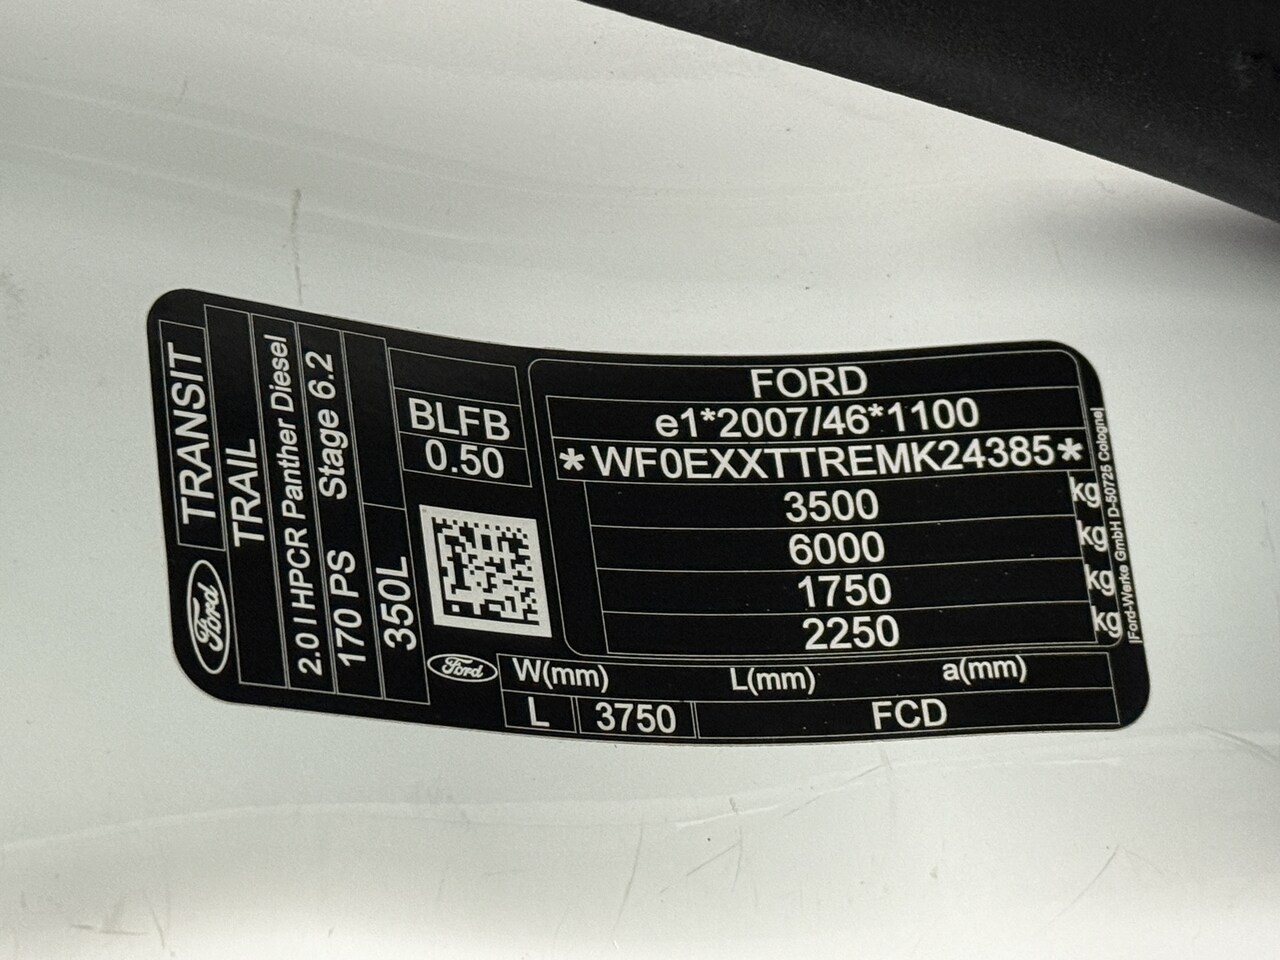 Ford TRANSIT
TRAIL
2.0 l HPCR Panther Diesel
170 PS Stage 6.2
350L
BLFB
0.50
Ford
FORD
e1*2007/46*1100
*WF0EXXTTREMK24385*
3500 kg
6000 kg
1750 kg
2250 kg
W(mm) L(mm) a(mm)
L 3750 FCD
|Ford-Werke GmbH D-50725 Cologne|